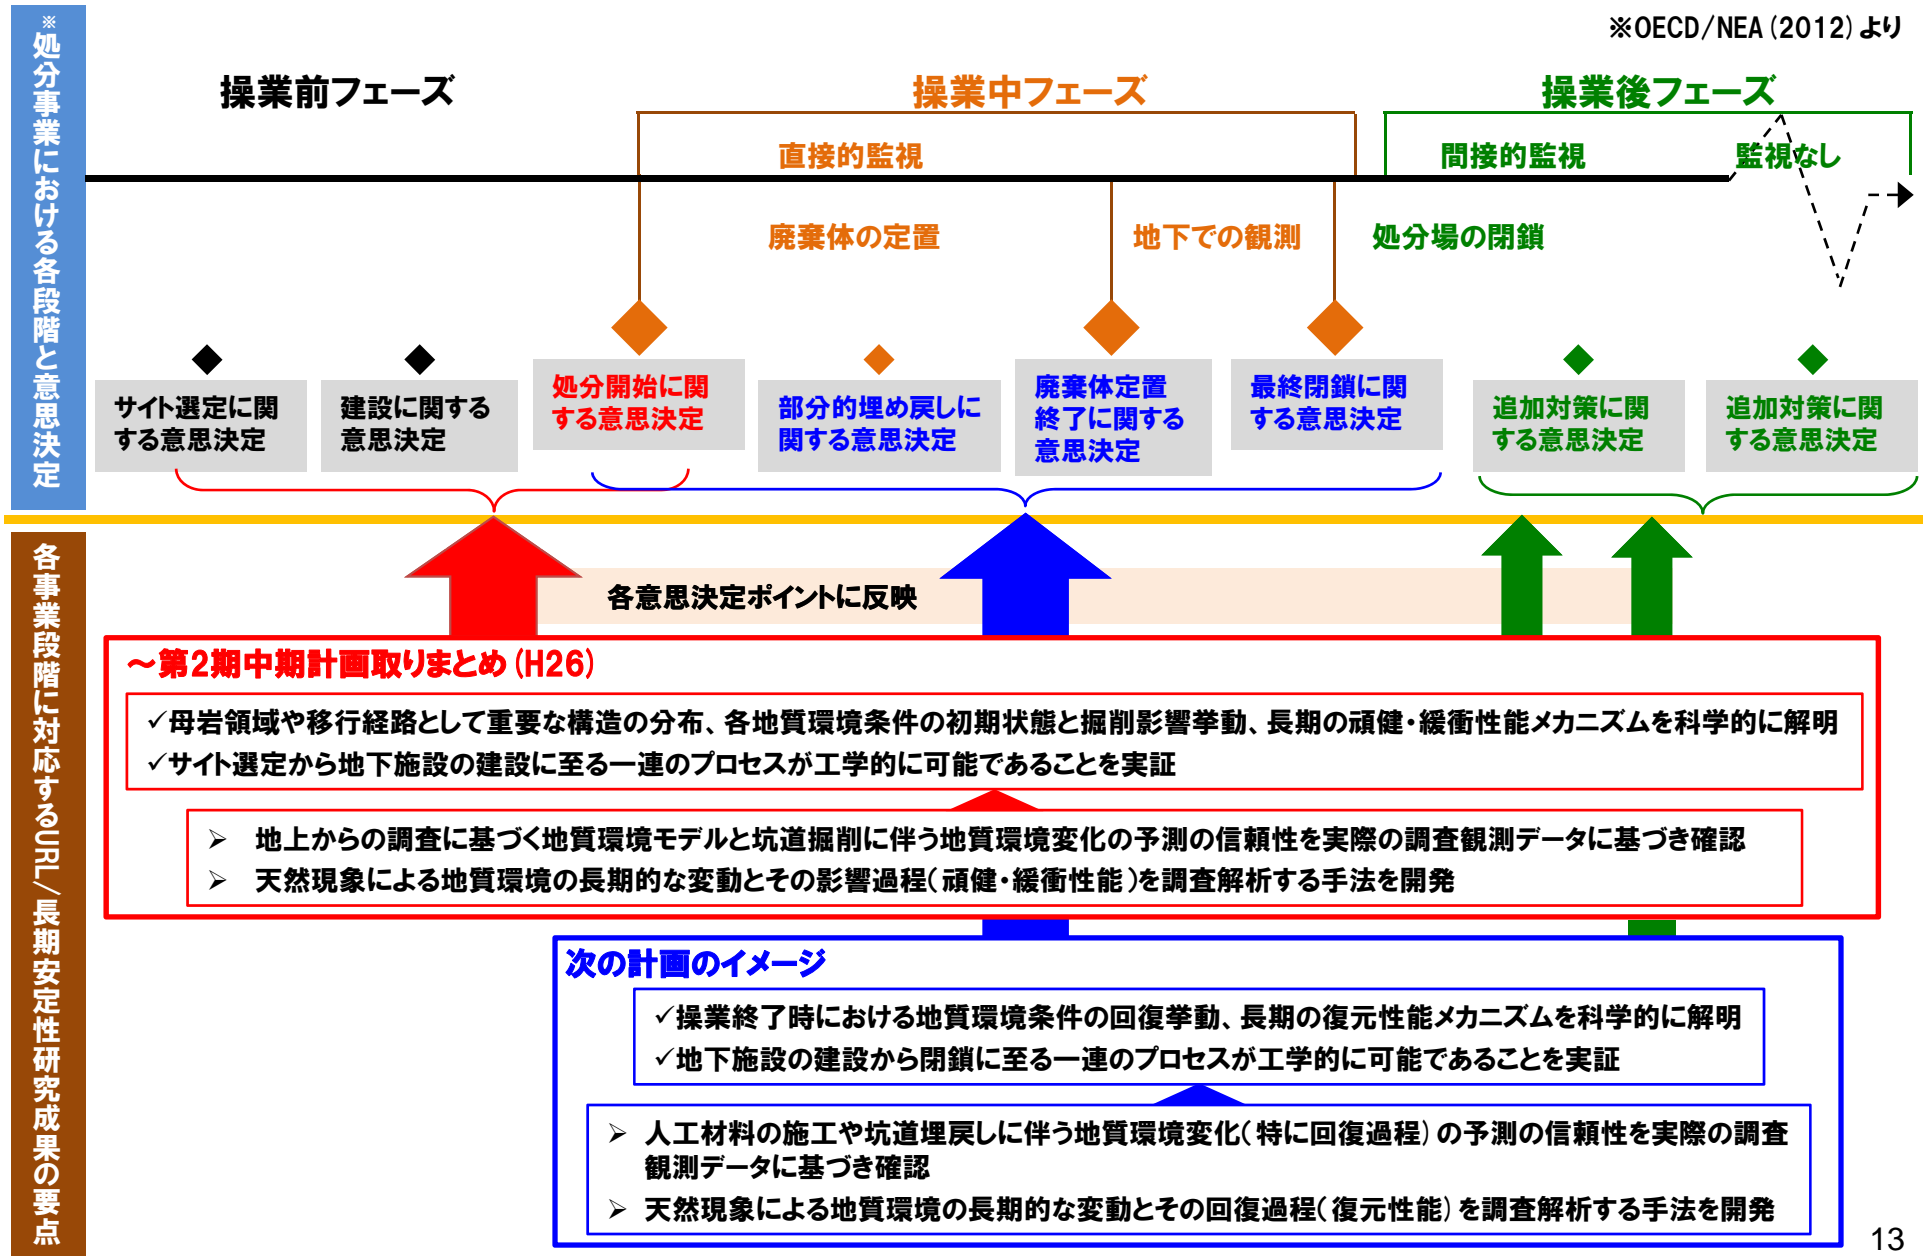 ※処分事業における各段階と意思決定
※OECD/NEA(2012)より
操業前フェーズ
操業中フェーズ
操業後フェーズ
直接的監視
間接的監視
監視なし
廃棄体の定置
地下での観測
処分場の閉鎖
サイト選定に関
する意思決定
建設に関する
意思決定
処分開始に関
する意思決定
部分的埋め戻しに
関する意思決定
廃棄体定置
終了に関する
意思決定
最終閉鎖に関
する意思決定
追加対策に関
する意思決定
追加対策に関
する意思決定
各事業段階に対応するURL/長期安定性研究成果の要点
各意思決定ポイントに反映
～第2期中期計画取りまとめ(H26)
✓母岩領域や移行経路として重要な構造の分布、各地質環境条件の初期状態と掘削影響挙動、長期の頑健・緩衝性能メカニズムを科学的に解明
✓サイト選定から地下施設の建設に至る一連のプロセスが工学的に可能であることを実証
➢ 地上からの調査に基づく地質環境モデルと坑道掘削に伴う地質環境変化の予測の信頼性を実際の調査観測データに基づき確認
➢ 天然現象による地質環境の長期的な変動とその影響過程(頑健・緩衝性能)を調査解析する手法を開発
次の計画のイメージ
✓操業終了時における地質環境条件の回復挙動、長期の復元性能メカニズムを科学的に解明
✓地下施設の建設から閉鎖に至る一連のプロセスが工学的に可能であることを実証
➢ 人工材料の施工や坑道埋戻しに伴う地質環境変化(特に回復過程)の予測の信頼性を実際の調査
観測データに基づき確認
➢ 天然現象による地質環境の長期的な変動とその回復過程(復元性能)を調査解析する手法を開発
13